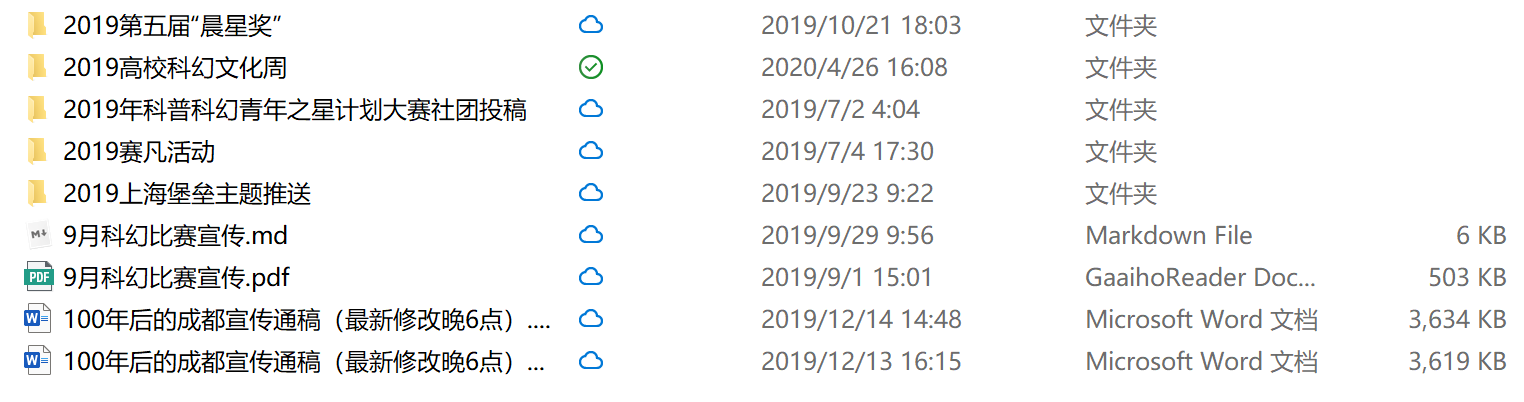 2019第五届“晨星奖” 2019/10/21 18:03 文件夹
2019高校科幻文化周 2020/4/26 16:08 文件夹
2019年科普科幻青年之星计划大赛社团投稿 2019/7/2 4:04 文件夹
2019赛凡活动 2019/7/4 17:30 文件夹
2019上海堡垒主题推送 2019/9/23 9:22 文件夹
M↓ 9月科幻比赛宣传.md 2019/9/29 9:56 Markdown File 6 KB
PDF 9月科幻比赛宣传.pdf 2019/9/1 15:01 GaaihoReader Doc... 503 KB
W 100年后的成都宣传通稿（最新修改晚6点）.... 2019/12/14 14:48 Microsoft Word 文档 3,634 KB
W 100年后的成都宣传通稿（最新修改晚6点）... 2019/12/13 16:15 Microsoft Word 文档 3,619 KB